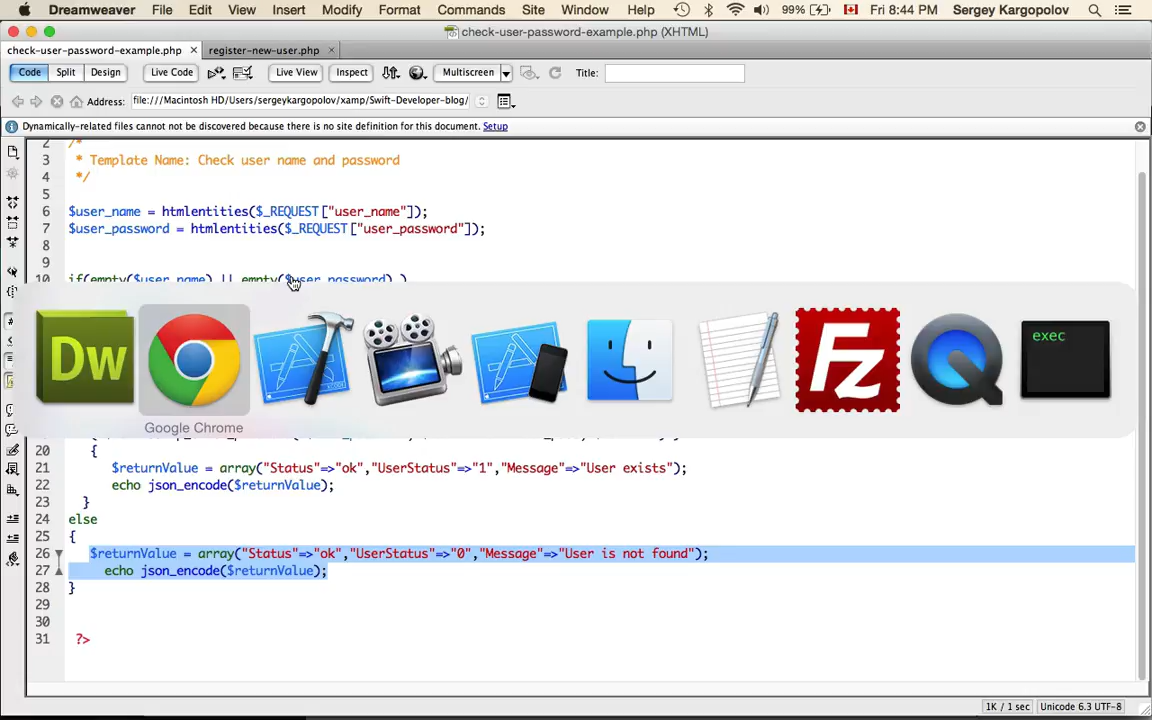 Dreamweaver File Edit View Insert Modify Format Commands Site Window Help 99% Fri 8:44 PM Sergey Kargopolov
check-user-password-example.php (XHTML)
check-user-password-example.php × register-new-user.php ×
Code Split Design Live Code Live View Inspect Multiscreen Title:
Address: file:///Macintosh HD/Users/sergeykargopolov/xamp/Swift-Developer-blog/
Dynamically-related files cannot be discovered because there is no site definition for this document. Setup
2 /*
3 * Template Name: Check user name and password
4 */
5
6 $user_name = htmlentities($_REQUEST["user_name"]);
7 $user_password = htmlentities($_REQUEST["user_password"]);
8
9
10 if(empty($user_name) || empty($user_password) )
Dw
Fz
exec
Google Chrome
20 {
21 $returnValue = array("Status"=>"ok","UserStatus"=>"1","Message"=>"User exists");
22 echo json_encode($returnValue);
23 }
24 else
25 {
26 $returnValue = array("Status"=>"ok","UserStatus"=>"0","Message"=>"User is not found");
27 echo json_encode($returnValue);
28 }
29
30
31 ?>
1K / 1 sec Unicode 6.3 UTF-8